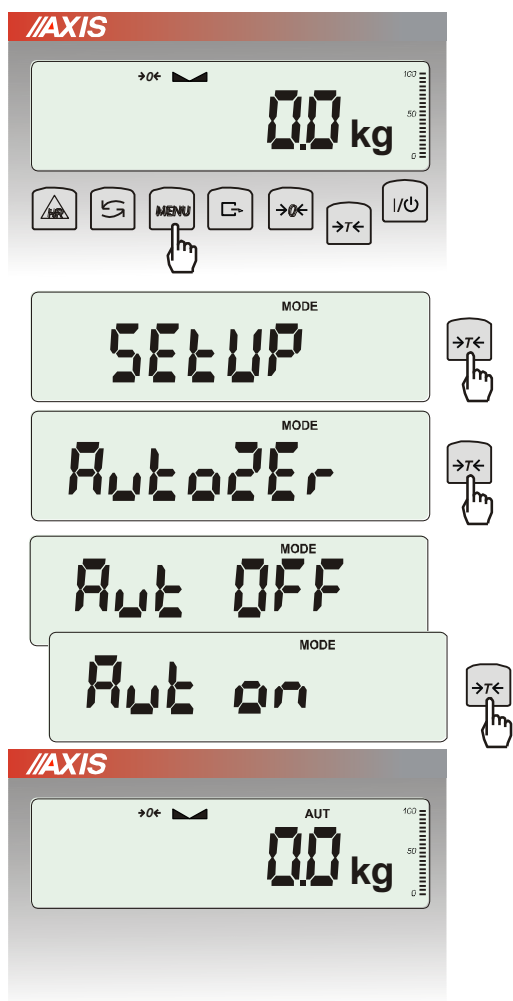 AXIS
→0← 100
50
0.0 kg
0
HR MENU →0← →T← I/
MODE
SEtUP →T←
MODE
AutoZEr →T←
MODE
Aut OFF
MODE
Aut on →T←
AXIS
→0← AUT 100
50
0.0 kg
0